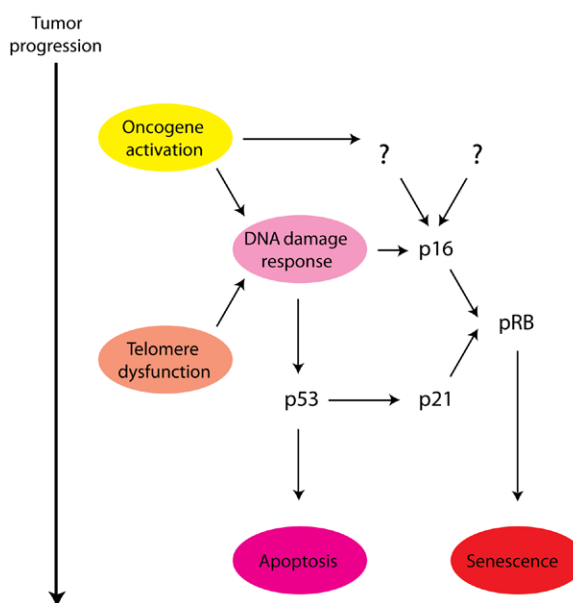 Tumor
progression
Oncogene
activation
?
?
DNA damage
response
p16
pRB
Telomere
dysfunction
p53
p21
Apoptosis
Senescence